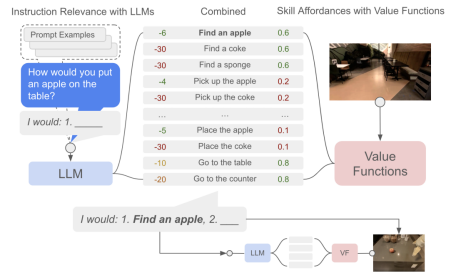 Instruction Relevance with LLMs
Combined
Skill Affordances with Value Functions
Prompt Examples
How would you put
an apple on the
table?
I would: 1. _____
LLM
-6 Find an apple 0.6
-30 Find a coke 0.6
-30 Find a sponge 0.6
-4 Pick up the apple 0.2
-30 Pick up the coke 0.2
... ... ...
-5 Place the apple 0.1
-30 Place the coke 0.1
-10 Go to the table 0.8
-20 Go to the counter 0.8
Value
Functions
I would: 1. Find an apple, 2. ___
LLM
VF